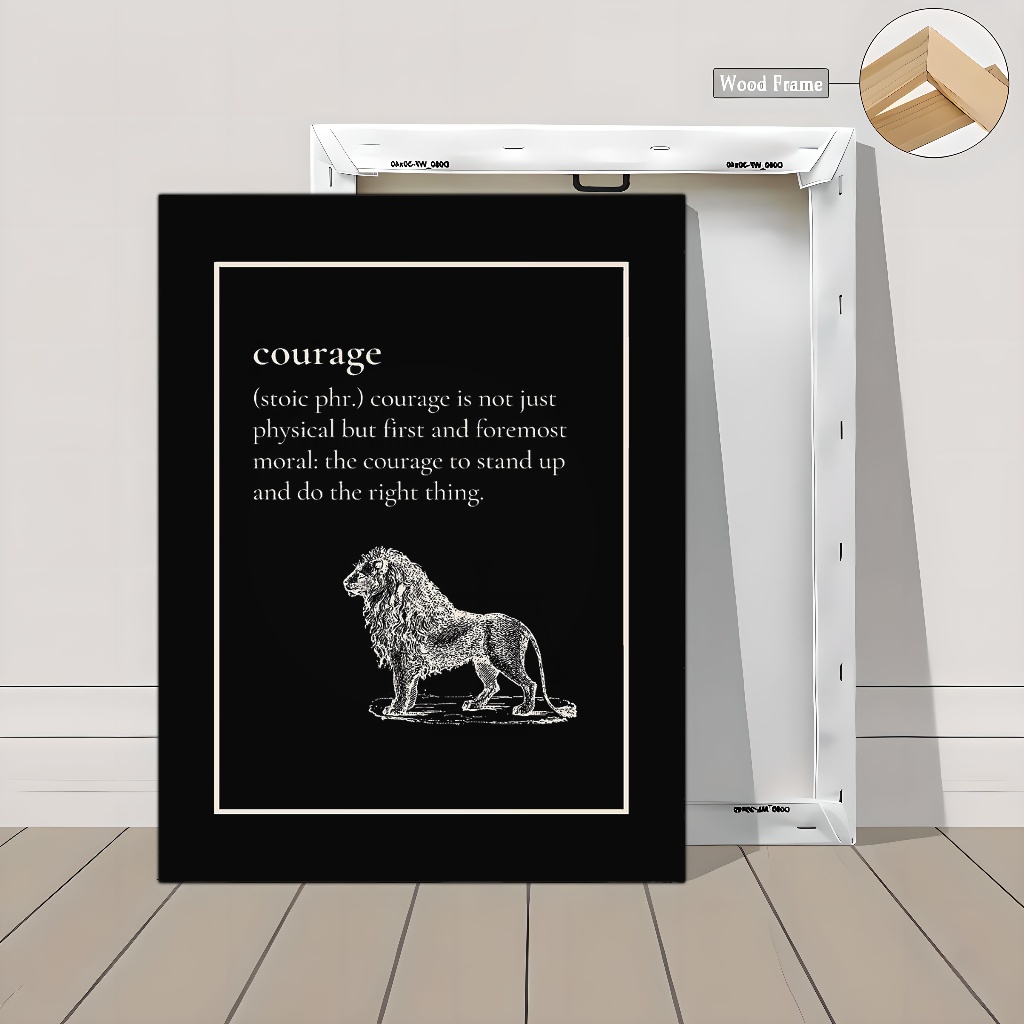 Wood Frame
courage
(stoic phr.) courage is not just
physical but first and foremost
moral: the courage to stand up
and do the right thing.